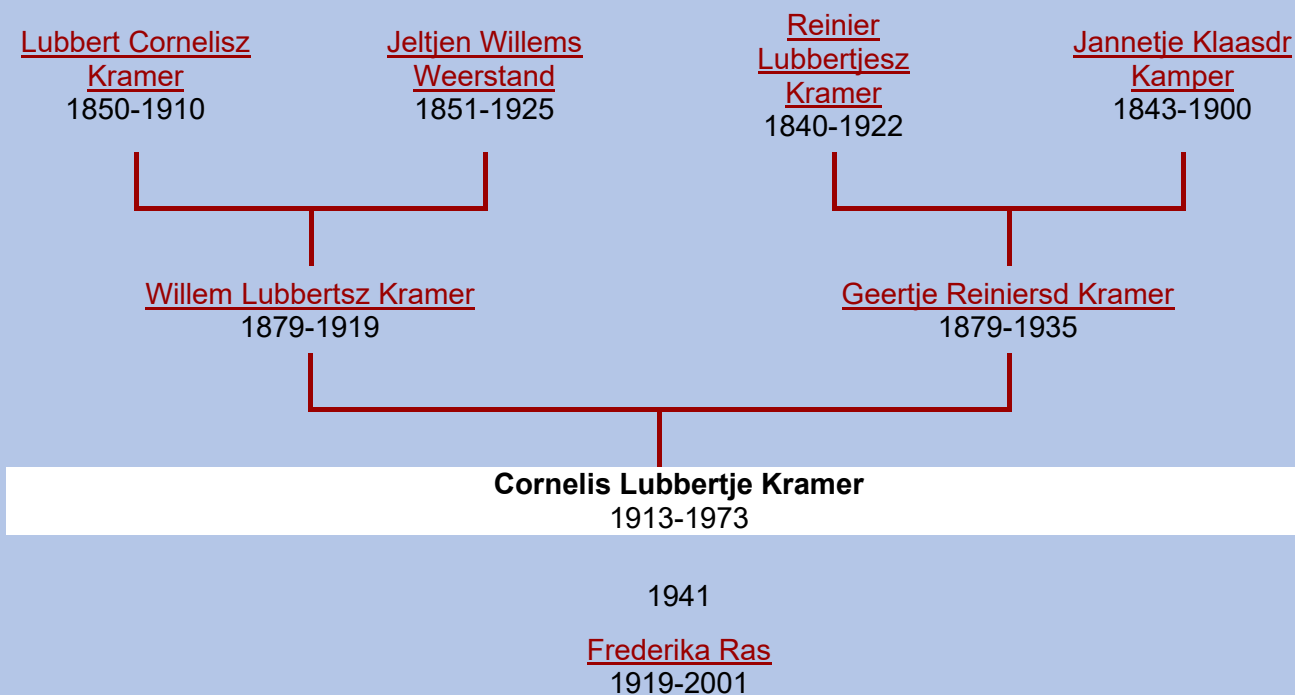 Lubbert Cornelisz
Kramer
1850-1910
Jeltjen Willems
Weerstand
1851-1925
Reinier
Lubbertjesz
Kramer
1840-1922
Jannetje Klaasdr
Kamper
1843-1900
Willem Lubbertsz Kramer
1879-1919
Geertje Reiniersd Kramer
1879-1935
Cornelis Lubbertje Kramer
1913-1973
1941
Frederika Ras
1919-2001